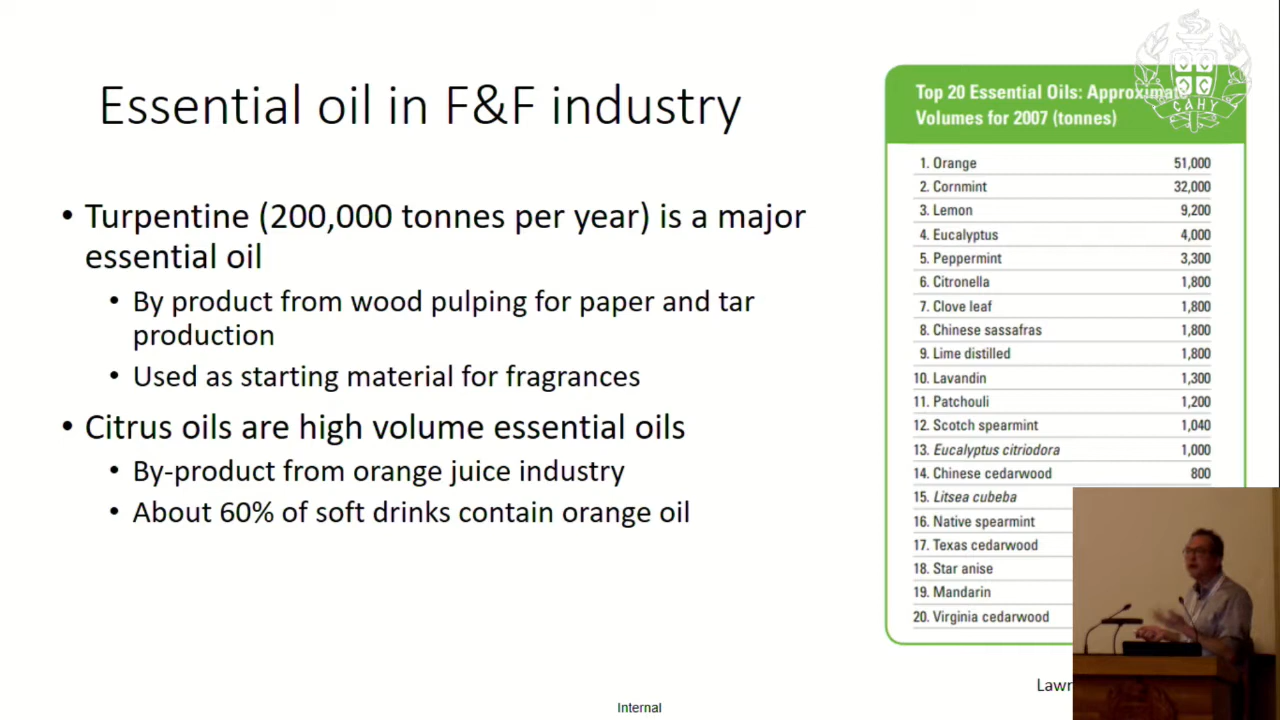 Essential oil in F&F industry
• Turpentine (200,000 tonnes per year) is a major
essential oil
• By product from wood pulping for paper and tar
production
• Used as starting material for fragrances
• Citrus oils are high volume essential oils
• By-product from orange juice industry
• About 60% of soft drinks contain orange oil
Top 20 Essential Oils: Approximate
Volumes for 2007 (tonnes)
1. Orange 51,000
2. Cornmint 32,000
3. Lemon 9,200
4. Eucalyptus 4,000
5. Peppermint 3,300
6. Citronella 1,800
7. Clove leaf 1,800
8. Chinese sassafras 1,800
9. Lime distilled 1,800
10. Lavandin 1,300
11. Patchouli 1,200
12. Scotch spearmint 1,040
13. Eucalyptus citriodora 1,000
14. Chinese cedarwood 800
15. Litsea cubeba
16. Native spearmint
17. Texas cedarwood
18. Star anise
19. Mandarin
20. Virginia cedarwood
CAHY
Lawr
Internal